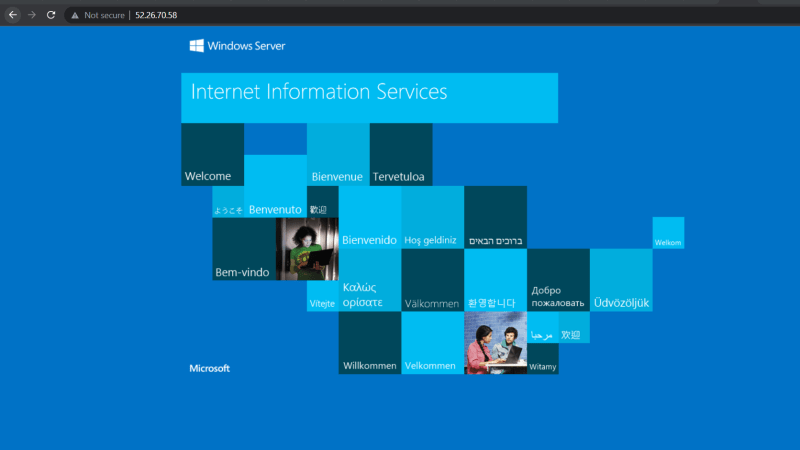 Not secure | 52.26.70.58
Windows Server
Internet Information Services
Welcome
Bienvenue
Tervetuloa
ようこそ
Benvenuto
歡迎
Bienvenido
Hoş geldiniz
ברוכים הבאים
Welkom
Bem-vindo
Vítejte
Καλώς
ορίσατε
Välkommen
환영합니다
Добро
пожаловать
Üdvözöljük
مرحبا
欢迎
Willkommen
Velkommen
Witamy
Microsoft